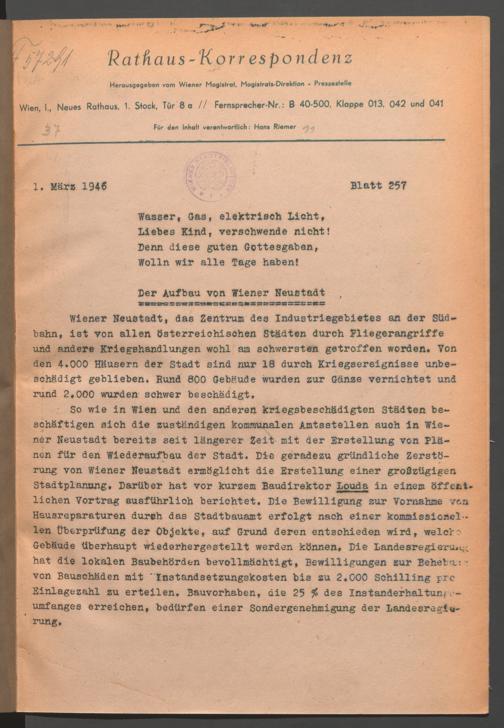 57291
Rathaus-Korrespondenz
Herausgegeben vom Wiener Magistrat, Magistrats-Direktion - Pressestelle
Wien, I., Neues Rathaus, 1. Stock, Tür 8 a // Fernsprecher-Nr.: B 40-500, Klappe 013, 042 und 041
37
Für den Inhalt verantwortlich: Hans Riemer
1. März 1946 Blatt 257
Wasser, Gas, elektrisch Licht,
Liebes Kind, verschwende nicht!
Denn diese guten Gottesgaben,
Wolln wir alle Tage haben!
Der Aufbau von Wiener Neustadt
Wiener Neustadt, das Zentrum des Industriegebietes an der Süd-
bahn, ist von allen österreichischen Städten durch Fliegerangriffe
und andere Kriegshandlungen wohl am schwersten getroffen worden. Von
den 4.000 Häusern der Stadt sind nur 18 durch Kriegsereignisse unbe-
schädigt geblieben. Rund 800 Gebäude wurden zur Gänze vernichtet und
rund 2.000 wurden schwer beschädigt.
So wie in Wien und den anderen kriegsbeschädigten Städten be-
schäftigen sich die zuständigen kommunalen Amtsstellen auch in Wie-
ner Neustadt bereits seit längerer Zeit mit der Erstellung von Plä-
nen für den Wiederaufbau der Stadt. Die geradezu gründliche Zerstö-
rung von Wiener Neustadt ermöglicht die Erstellung einer großzügigen
Stadtplanung. Darüber hat vor kurzem Baudirektor Louda in einem öffent-
lichen Vortrag ausführlich berichtet. Die Bewilligung zur Vornahme von
Hausreparaturen durch das Stadtbauamt erfolgt nach einer kommissionel-
len Überprüfung der Objekte, auf Grund deren entschieden wird, welche
Gebäude überhaupt wiederhergestellt werden können. Die Landesregierung
hat die lokalen Baubehörden bevollmächtigt, Bewilligungen zur Behebung
von Bauschäden mit Instandsetzungskosten bis zu 2.000 Schilling pro
Einlagezahl zu erteilen. Bauvorhaben, die 25 % des Instanderhaltungs-
umfanges erreichen, bedürfen einer Sondergenehmigung der Landesregie-
rung.